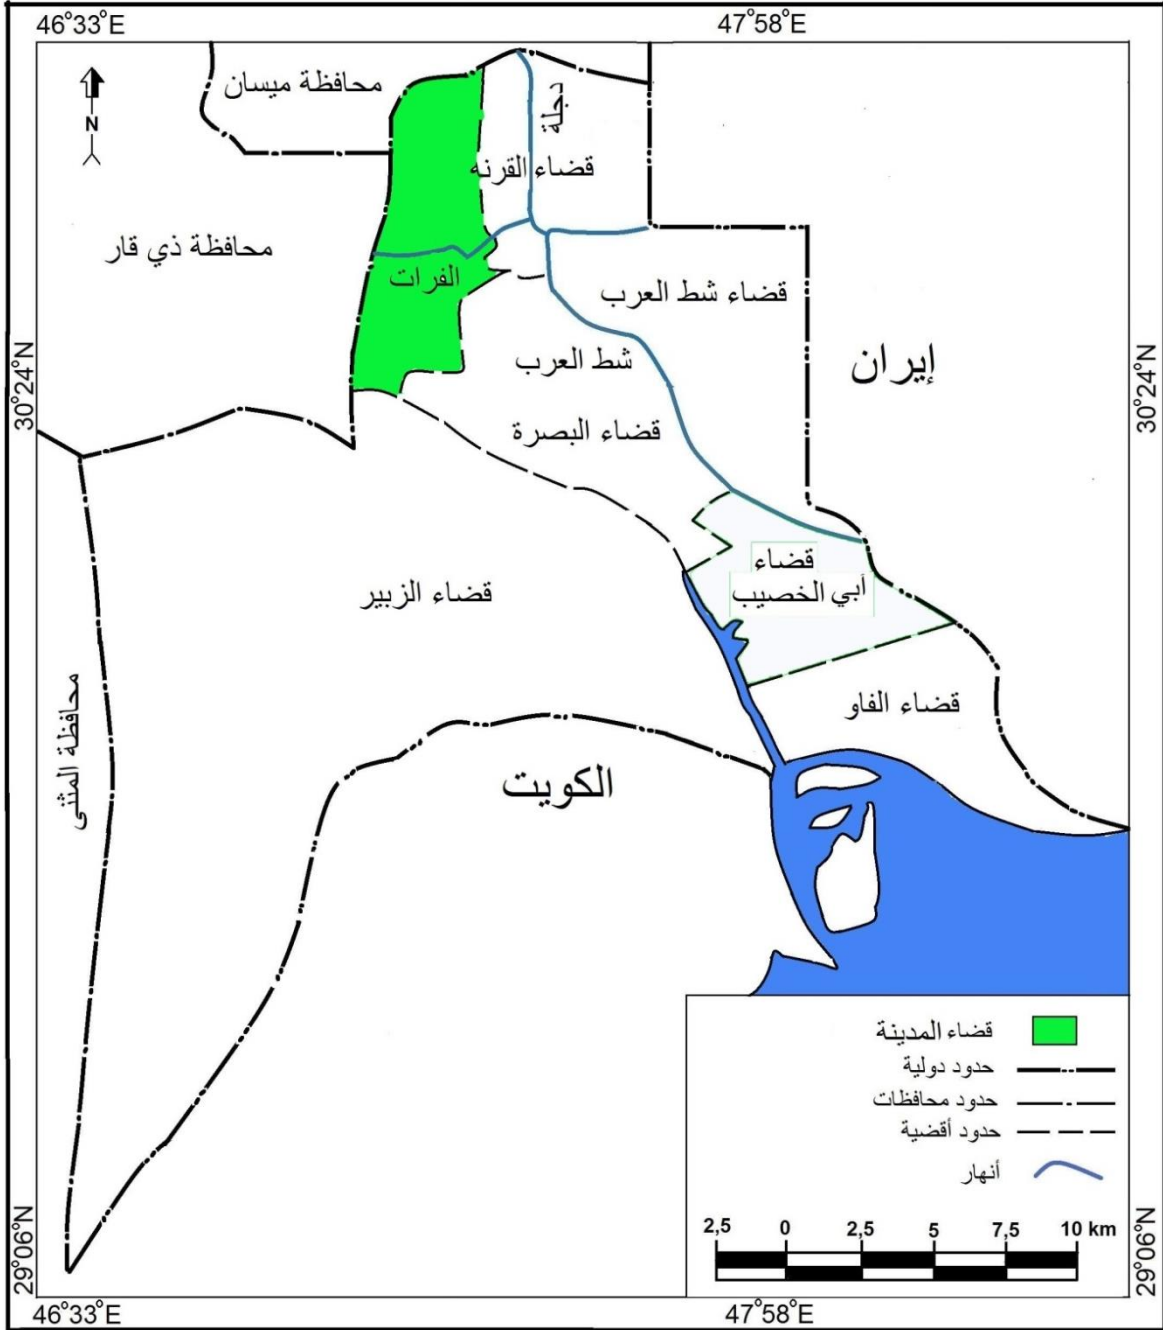 46°33'E
47°58'E
محافظة ميسان
N
دجلة
قضاء القرنه
محافظة ذي قار
الفرات
قضاء شط العرب
شط العرب
إيران
30°24'N
30°24'N
قضاء البصرة
قضاء
أبي الخصيب
قضاء الزبير
قضاء الفاو
محافظة المثنى
الكويت
قضاء المدينة
حدود دولية
حدود محافظات
حدود أقضية
أنهار
2,5 0 2,5 5 7,5 10 km
29°06'N
29°06'N
46°33'E
47°58'E